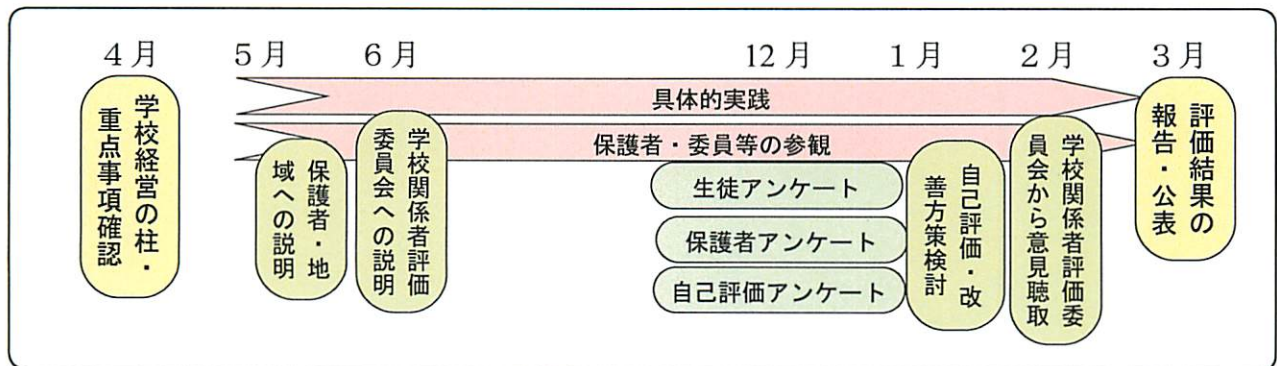 4月 5月 6月 12月 1月 2月 3月
学校経営の柱・
重点事項確認
保護者・地
域への説明
学校関係者評価
委員会への説明
具体的実践
保護者・委員等の参観
生徒アンケート
保護者アンケート
自己評価アンケート
自己評価・改
善方策検討
学校関係者評価委
員会から意見聴取
評価結果の
報告・公表